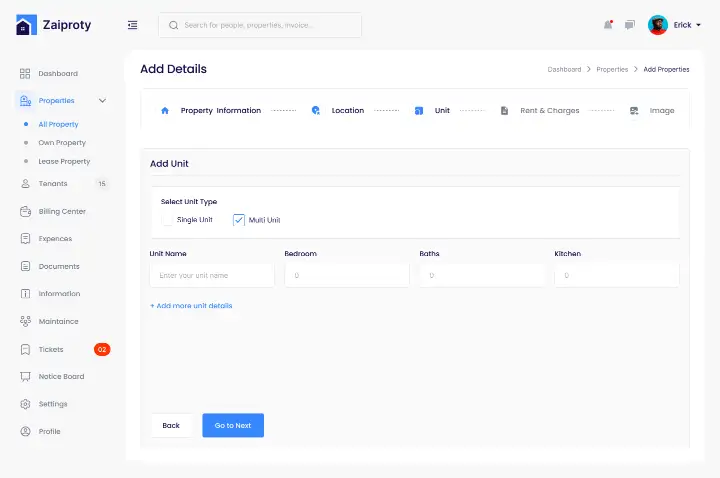 Zaiproty
Search for people, properties, invoice...
Erick
Dashboard
Properties
All Property
Own Property
Lease Property
Tenants 15
Billing Center
Expences
Documents
Information
Maintaince
Tickets 02
Notice Board
Settings
Profile
Add Details
Dashboard > Properties > Add Properties
Property Information Location Unit Rent & Charges Image
Add Unit
Select Unit Type
Single Unit Multi Unit
Unit Name Bedroom Baths Kitchen
Enter your unit name 0 0 0
+ Add more unit details
Back Go to Next